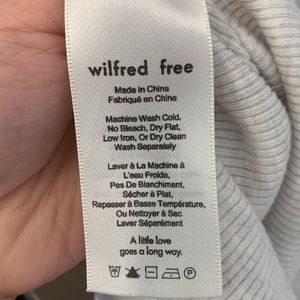 wilfred free
Made in China
Fabriqué en Chine
Machine Wash Cold,
No Bleach, Dry Flat,
Low Iron, Or Dry Clean
Wash Separately
Laver à La Machine à
L'eau Froide,
Pas De Blanchiment,
Sécher à Plat,
Repasser à Basse Température,
Ou Nettoyer à Sec
Laver Séparément
A little love
goes a long way.